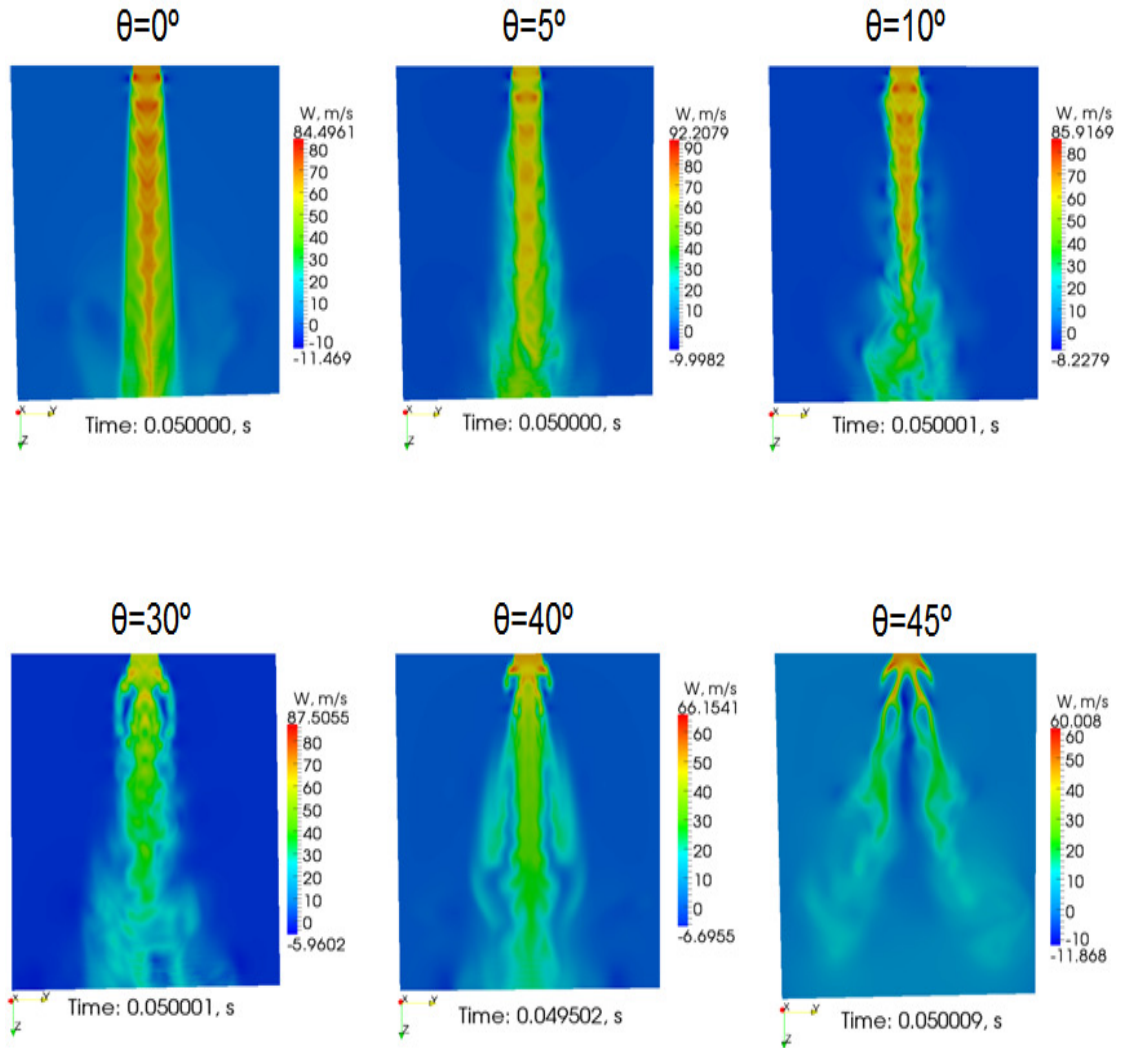 θ=0º
θ=5º
θ=10º
W, m/s
84.4961
80
70
60
50
40
30
20
10
0
-10
-11.469
W, m/s
92.2079
90
80
70
60
50
40
30
20
10
0
-9.9982
W, m/s
85.9169
80
70
60
50
40
30
20
10
0
-8.2279
X
Y
Z
Time: 0.050000, s
X
Y
Z
Time: 0.050000, s
X
Y
Z
Time: 0.050001, s
θ=30º
θ=40º
θ=45º
W, m/s
87.5055
80
70
60
50
40
30
20
10
0
-5.9602
W, m/s
66.1541
60
50
40
30
20
10
0
-6.6955
W, m/s
60.008
60
50
40
30
20
10
0
-10
-11.868
X
Y
Z
Time: 0.050001, s
X
Y
Z
Time: 0.049502, s
X
Y
Z
Time: 0.050009, s